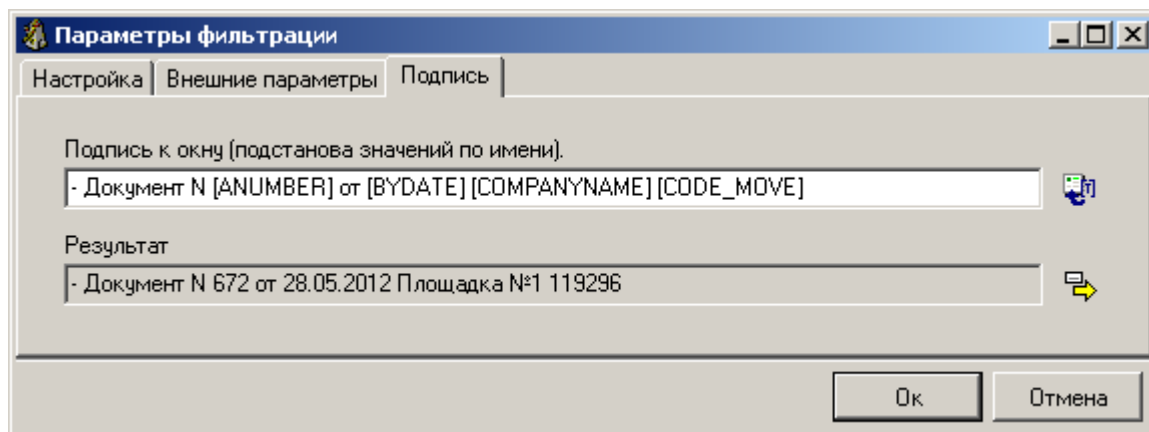 Параметры фильтрации
Настройка Внешние параметры Подпись
Подпись к окну (подстанова значений по имени).
- Документ N [ANUMBER] от [BYDATE] [COMPANYNAME] [CODE_MOVE]
Результат
- Документ N 672 от 28.05.2012 Площадка №1 119296
Ок Отмена